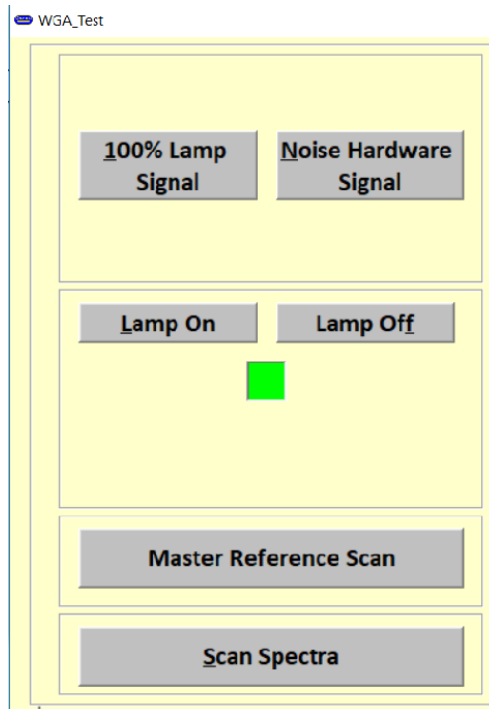 WGA_Test
100% Lamp
Signal
Noise Hardware
Signal
Lamp On
Lamp Off
Master Reference Scan
Scan Spectra